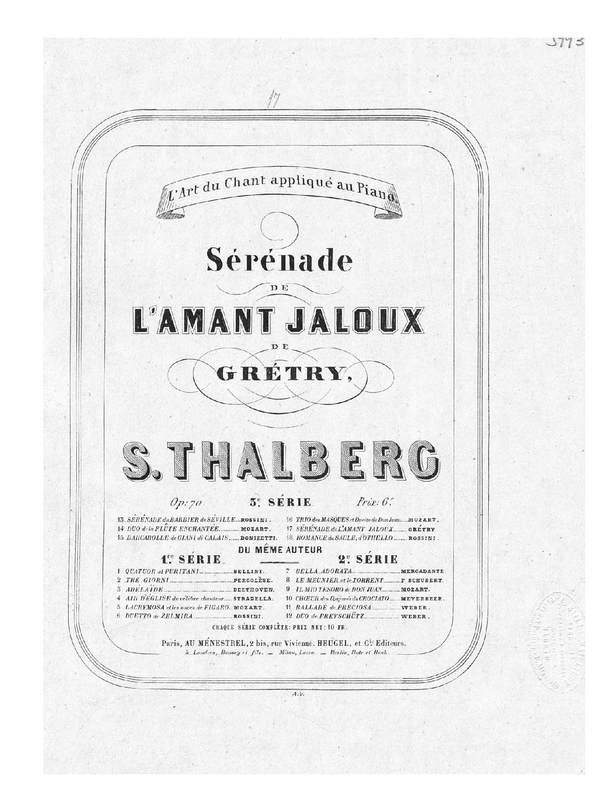 5773
17
L'Art du Chant appliqué au Piano.
Sérénade
DE
L'AMANT JALOUX
DE
GRÉTRY,
S. THALBERG
Op: 70 3e. SÉRIE Prix: 6f.
13. SÉRÉNADE du BARBIER de SÉVILLE...ROSSINI.
14 DUO de la FLÛTE ENCHANTÉE...MOZART.
15 BARCAROLLE de GIANI di CALAIS...DONIZETTI.
16 TRIO des MASQUES et Duetto de Don Juan...MOZART.
17 SÉRÉNADE de L'AMANT JALOUX...GRÉTRY
18 ROMANCE du SAULE, d'OTHELLO...ROSSINI.
DU MÊME AUTEUR
1re SÉRIE
1 QUATUOR et PURITANI...BELLINI.
2 TRE GIORNI...PERGOLÈSE.
3 ADELAÏDE...BEETHOVEN.
4 AIR D'ÉGLISE du célèbre chanteur...STRADELLA.
5 LACRYMOSA et les noces de FIGARO. MOZART.
6 DUETTO de ZELMIRA...ROSSINI.
2e. SÉRIE
7 BELLA ADORATA...MERCADANTE
8 LE MEUNIER et le TORRENT...F. SCHUBERT.
9 IL MIO TESORO de DON JUAN...MOZART.
10 CHŒUR des Conjurés du CROCIATO...MEYERBEER.
11 BALLADE de PRECIOSA...WEBER.
12 DUO de FREYSCHÜTZ...WEBER.
CHAQUE SÉRIE COMPLÈTE: PRIX NET: 10 FR.
Paris, AU MÉNESTREL, 2 bis, rue Vivienne. HEUGEL, et Cie. Editeurs.
à Londres, Boosey et fils. — Milan, Lucca. — Berlin, Bote et Bock.
A.V.